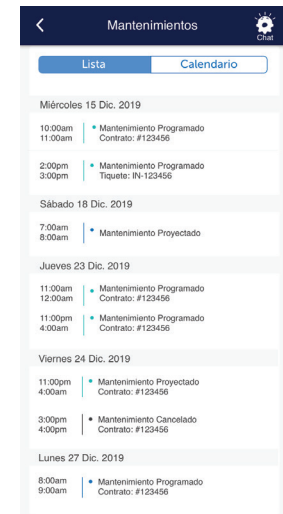 Mantenimientos
Chat
Lista
Calendario
Miércoles 15 Dic. 2019
10:00am • Mantenimiento Programado
11:00am Contrato: #123456
2:00pm • Mantenimiento Programado
3:00pm Tiquete: IN-123456
Sábado 18 Dic. 2019
7:00am
8:00am
• Mantenimiento Proyectado
Jueves 23 Dic. 2019
11:00am • Mantenimiento Programado
12:00am Contrato: #123456
11:00pm • Mantenimiento Programado
4:00am Contrato: #123456
Viernes 24 Dic. 2019
11:00pm • Mantenimiento Proyectado
4:00am Contrato: #123456
3:00pm • Mantenimiento Cancelado
4:00pm Contrato: #123456
Lunes 27 Dic. 2019
8:00am • Mantenimiento Programado
9:00am Contrato: #123456